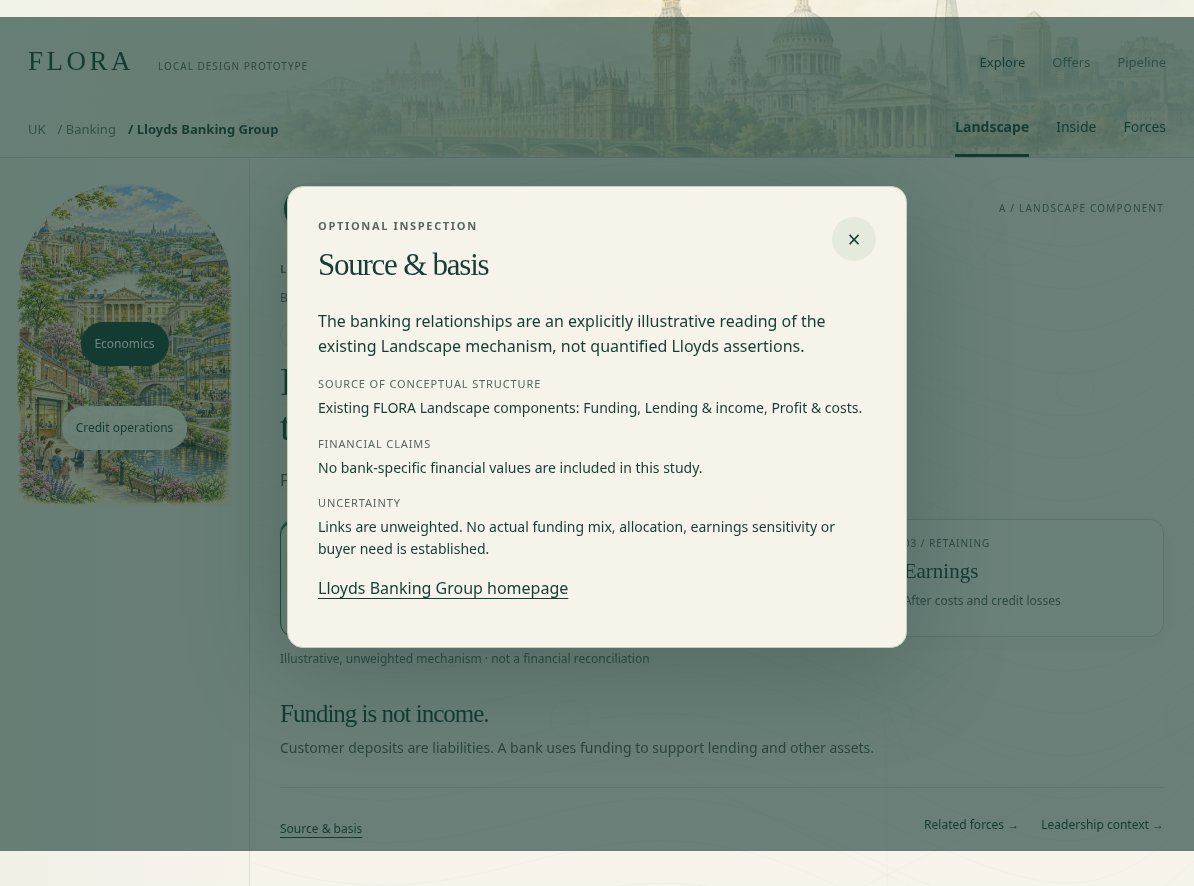 FLORA
LOCAL DESIGN PROTOTYPE
Explore
Offers
Pipeline
UK / Banking / Lloyds Banking Group
Landscape
Inside
Forces
A / LANDSCAPE COMPONENT
Economics
Credit operations
OPTIONAL INSPECTION
×
Source & basis
The banking relationships are an explicitly illustrative reading of the
existing Landscape mechanism, not quantified Lloyds assertions.
SOURCE OF CONCEPTUAL STRUCTURE
Existing FLORA Landscape components: Funding, Lending & income, Profit & costs.
FINANCIAL CLAIMS
No bank-specific financial values are included in this study.
UNCERTAINTY
Links are unweighted. No actual funding mix, allocation, earnings sensitivity or
buyer need is established.
Lloyds Banking Group homepage
03 / RETAINING
Earnings
After costs and credit losses
Illustrative, unweighted mechanism · not a financial reconciliation
Funding is not income.
Customer deposits are liabilities. A bank uses funding to support lending and other assets.
Source & basis
Related forces →
Leadership context →